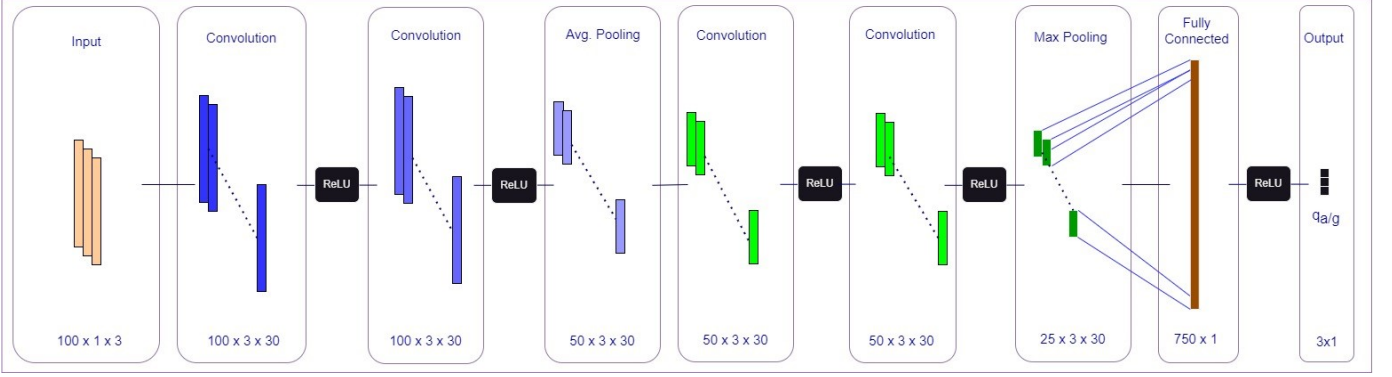 Input
100 x 1 x 3
Convolution
100 x 3 x 30
ReLU
Convolution
100 x 3 x 30
ReLU
Avg. Pooling
50 x 3 x 30
Convolution
50 x 3 x 30
ReLU
Convolution
50 x 3 x 30
ReLU
Max Pooling
25 x 3 x 30
Fully
Connected
750 x 1
ReLU
Output
qa/g
3x1